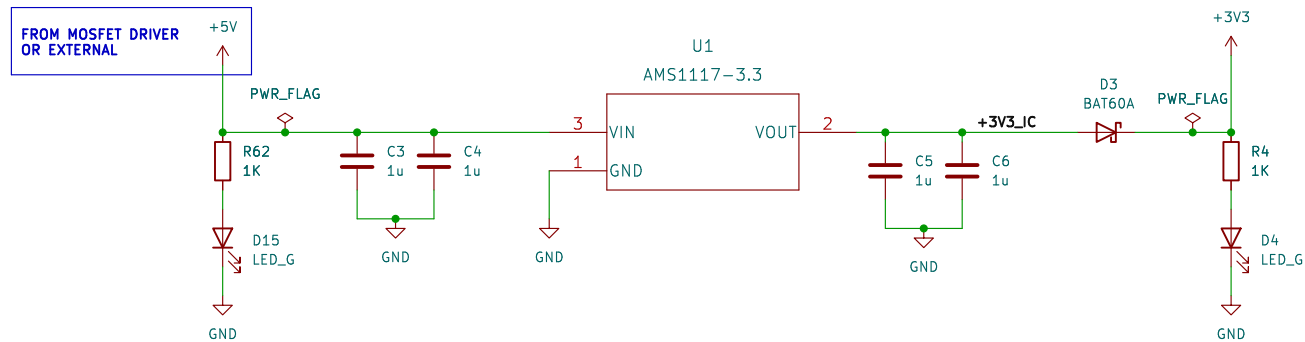 FROM MOSFET DRIVER
OR EXTERNAL
+5V
PWR_FLAG
R62
1K
D15
LED_G
GND
C3
1u
C4
1u
GND
U1
AMS1117-3.3
3
VIN
1
GND
VOUT
2
GND
C5
1u
C6
1u
GND
+3V3_IC
D3
BAT60A
PWR_FLAG
+3V3
R4
1K
D4
LED_G
GND